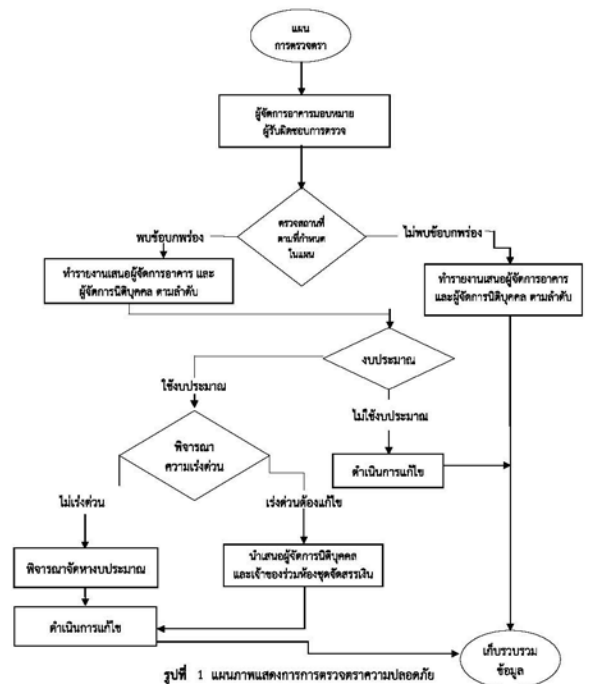 แผน
การตรวจตรา
ผู้จัดการอาคารมอบหมาย
ผู้รับผิดชอบการตรวจ
ตรวจสถานที่
ตามที่กำหนด
ในแผน
พบข้อบกพร่อง
ไม่พบข้อบกพร่อง
ทำรายงานเสนอผู้จัดการอาคาร และ
ผู้จัดการนิติบุคคล ตามลำดับ
ทำรายงานเสนอผู้จัดการอาคาร
และผู้จัดการนิติบุคคล ตามลำดับ
งบประมาณ
ใช้งบประมาณ
ไม่ใช้งบประมาณ
พิจารณา
ความเร่งด่วน
ดำเนินการแก้ไข
ไม่เร่งด่วน
เร่งด่วนต้องแก้ไข
พิจารณาจัดหางบประมาณ
นำเสนอผู้จัดการนิติบุคคล
และเจ้าของร่วมห้องชุดจัดสรรเงิน
ดำเนินการแก้ไข
เก็บรวบรวม
ข้อมูล
รูปที่ 1 แผนภาพแสดงการการตรวจตราความปลอดภัย